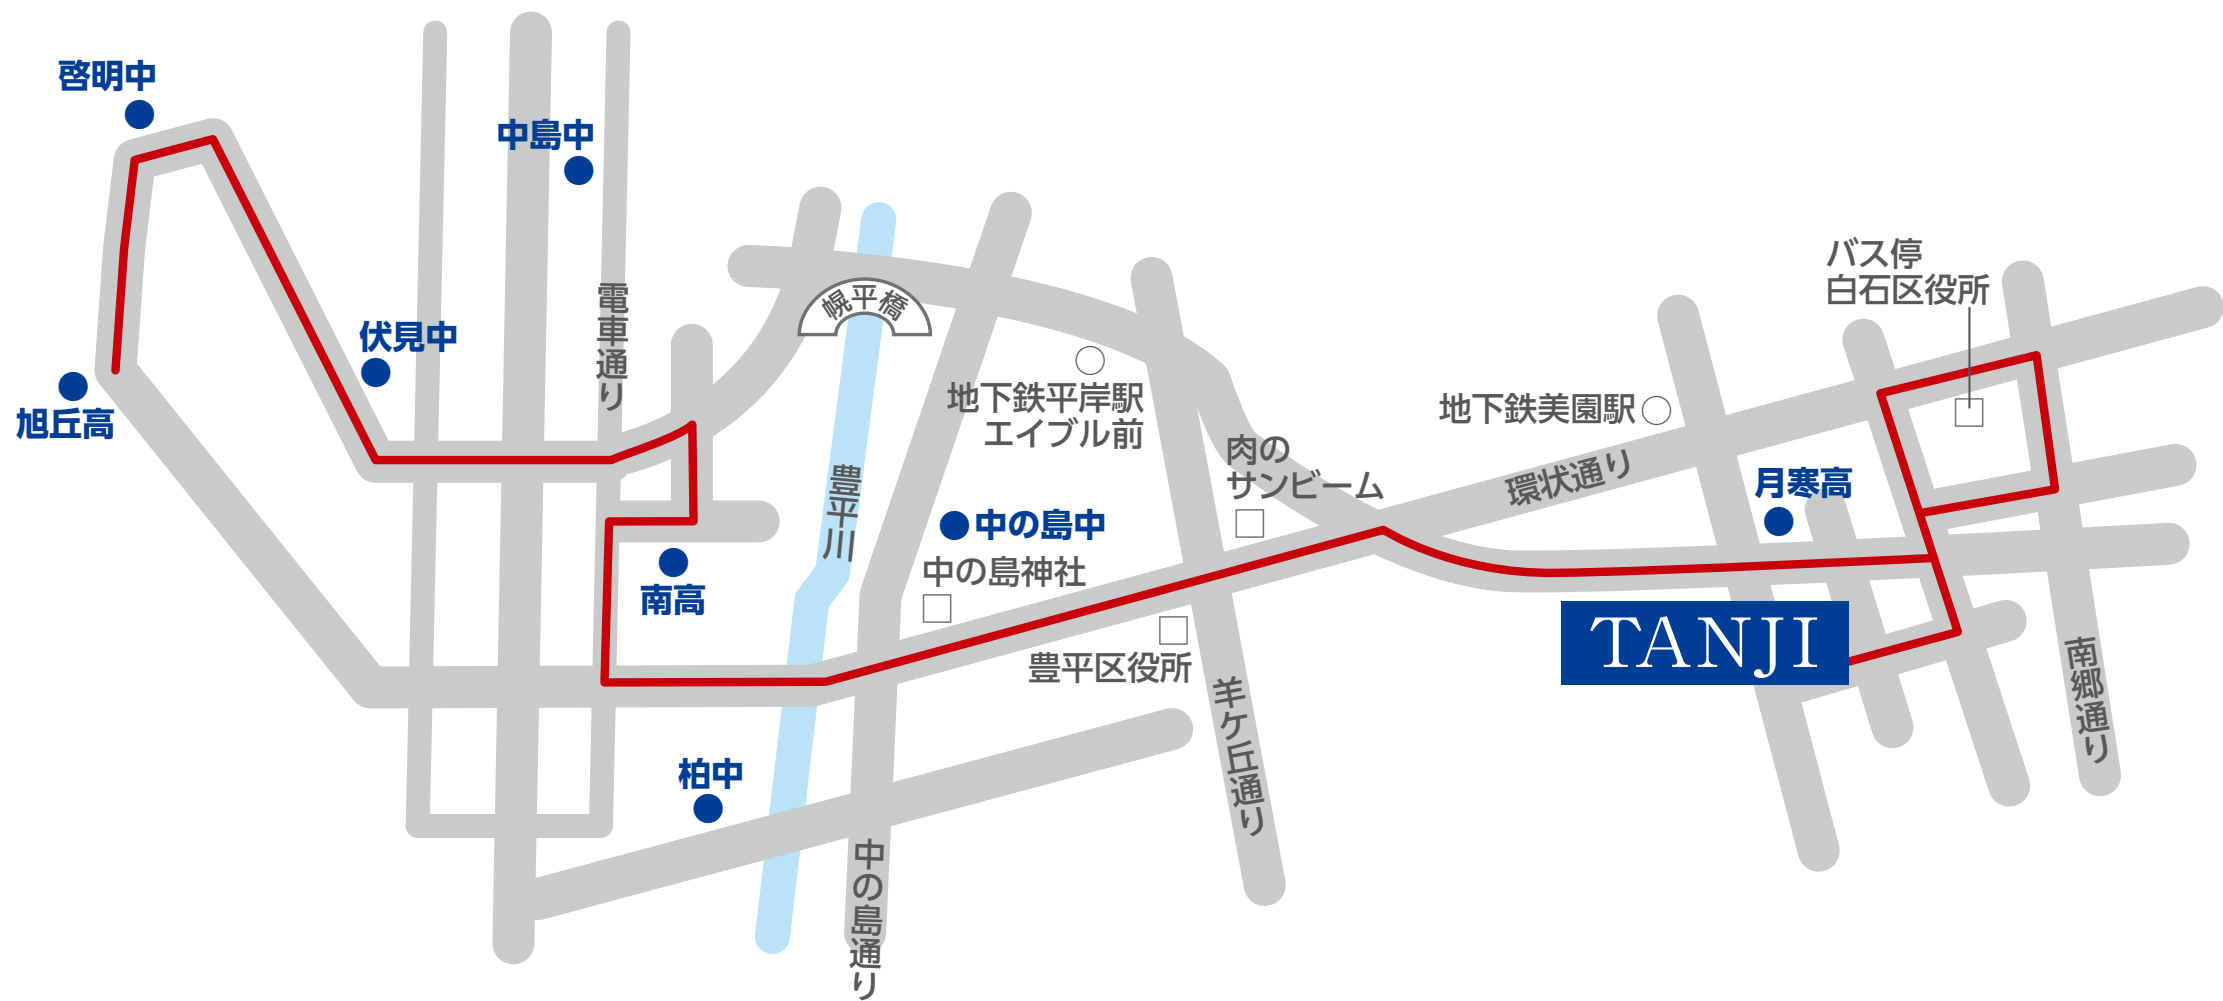 啓明中
中島中
バス停
白石区役所
電車通り
幌平橋
伏見中
旭丘高
地下鉄平岸駅
エイブル前
地下鉄美園駅
肉の
サンビーム
環状通り
月寒高
豊平川
中の島中
中の島神社
南高
豊平区役所
TANJI
羊ケ丘通り
南郷通り
柏中
中の島通り